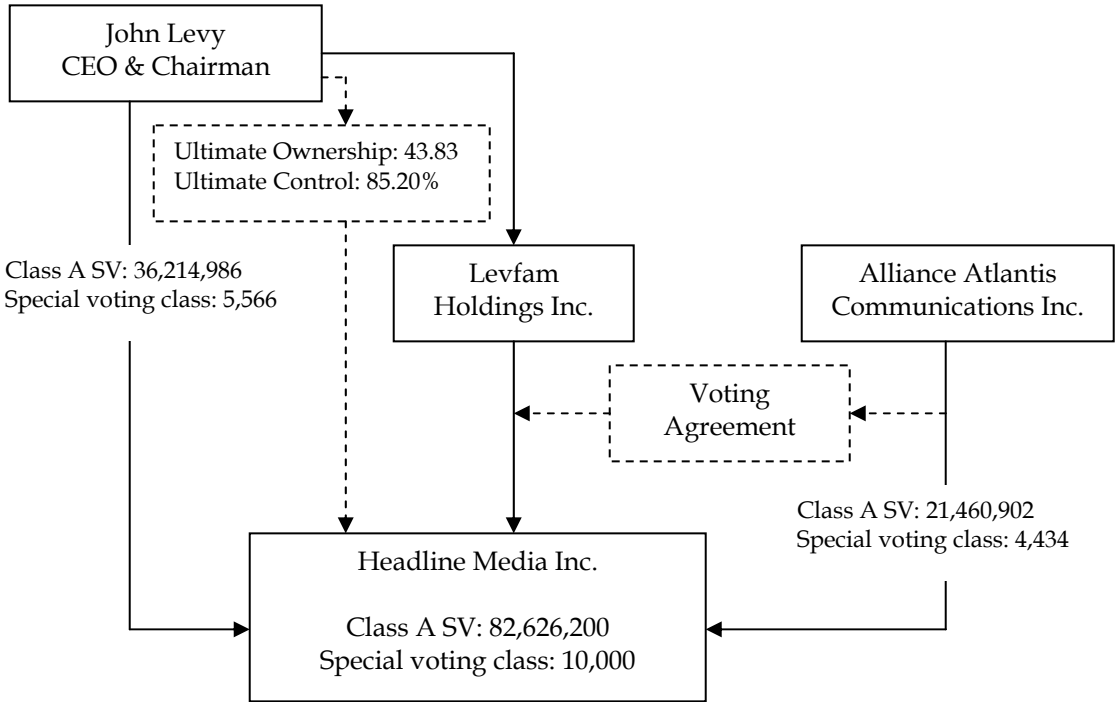 John Levy
CEO & Chairman
Ultimate Ownership: 43.83
Ultimate Control: 85.20%
Class A SV: 36,214,986
Special voting class: 5,566
Levfam
Holdings Inc.
Alliance Atlantis
Communications Inc.
Voting
Agreement
Class A SV: 21,460,902
Special voting class: 4,434
Headline Media Inc.
Class A SV: 82,626,200
Special voting class: 10,000